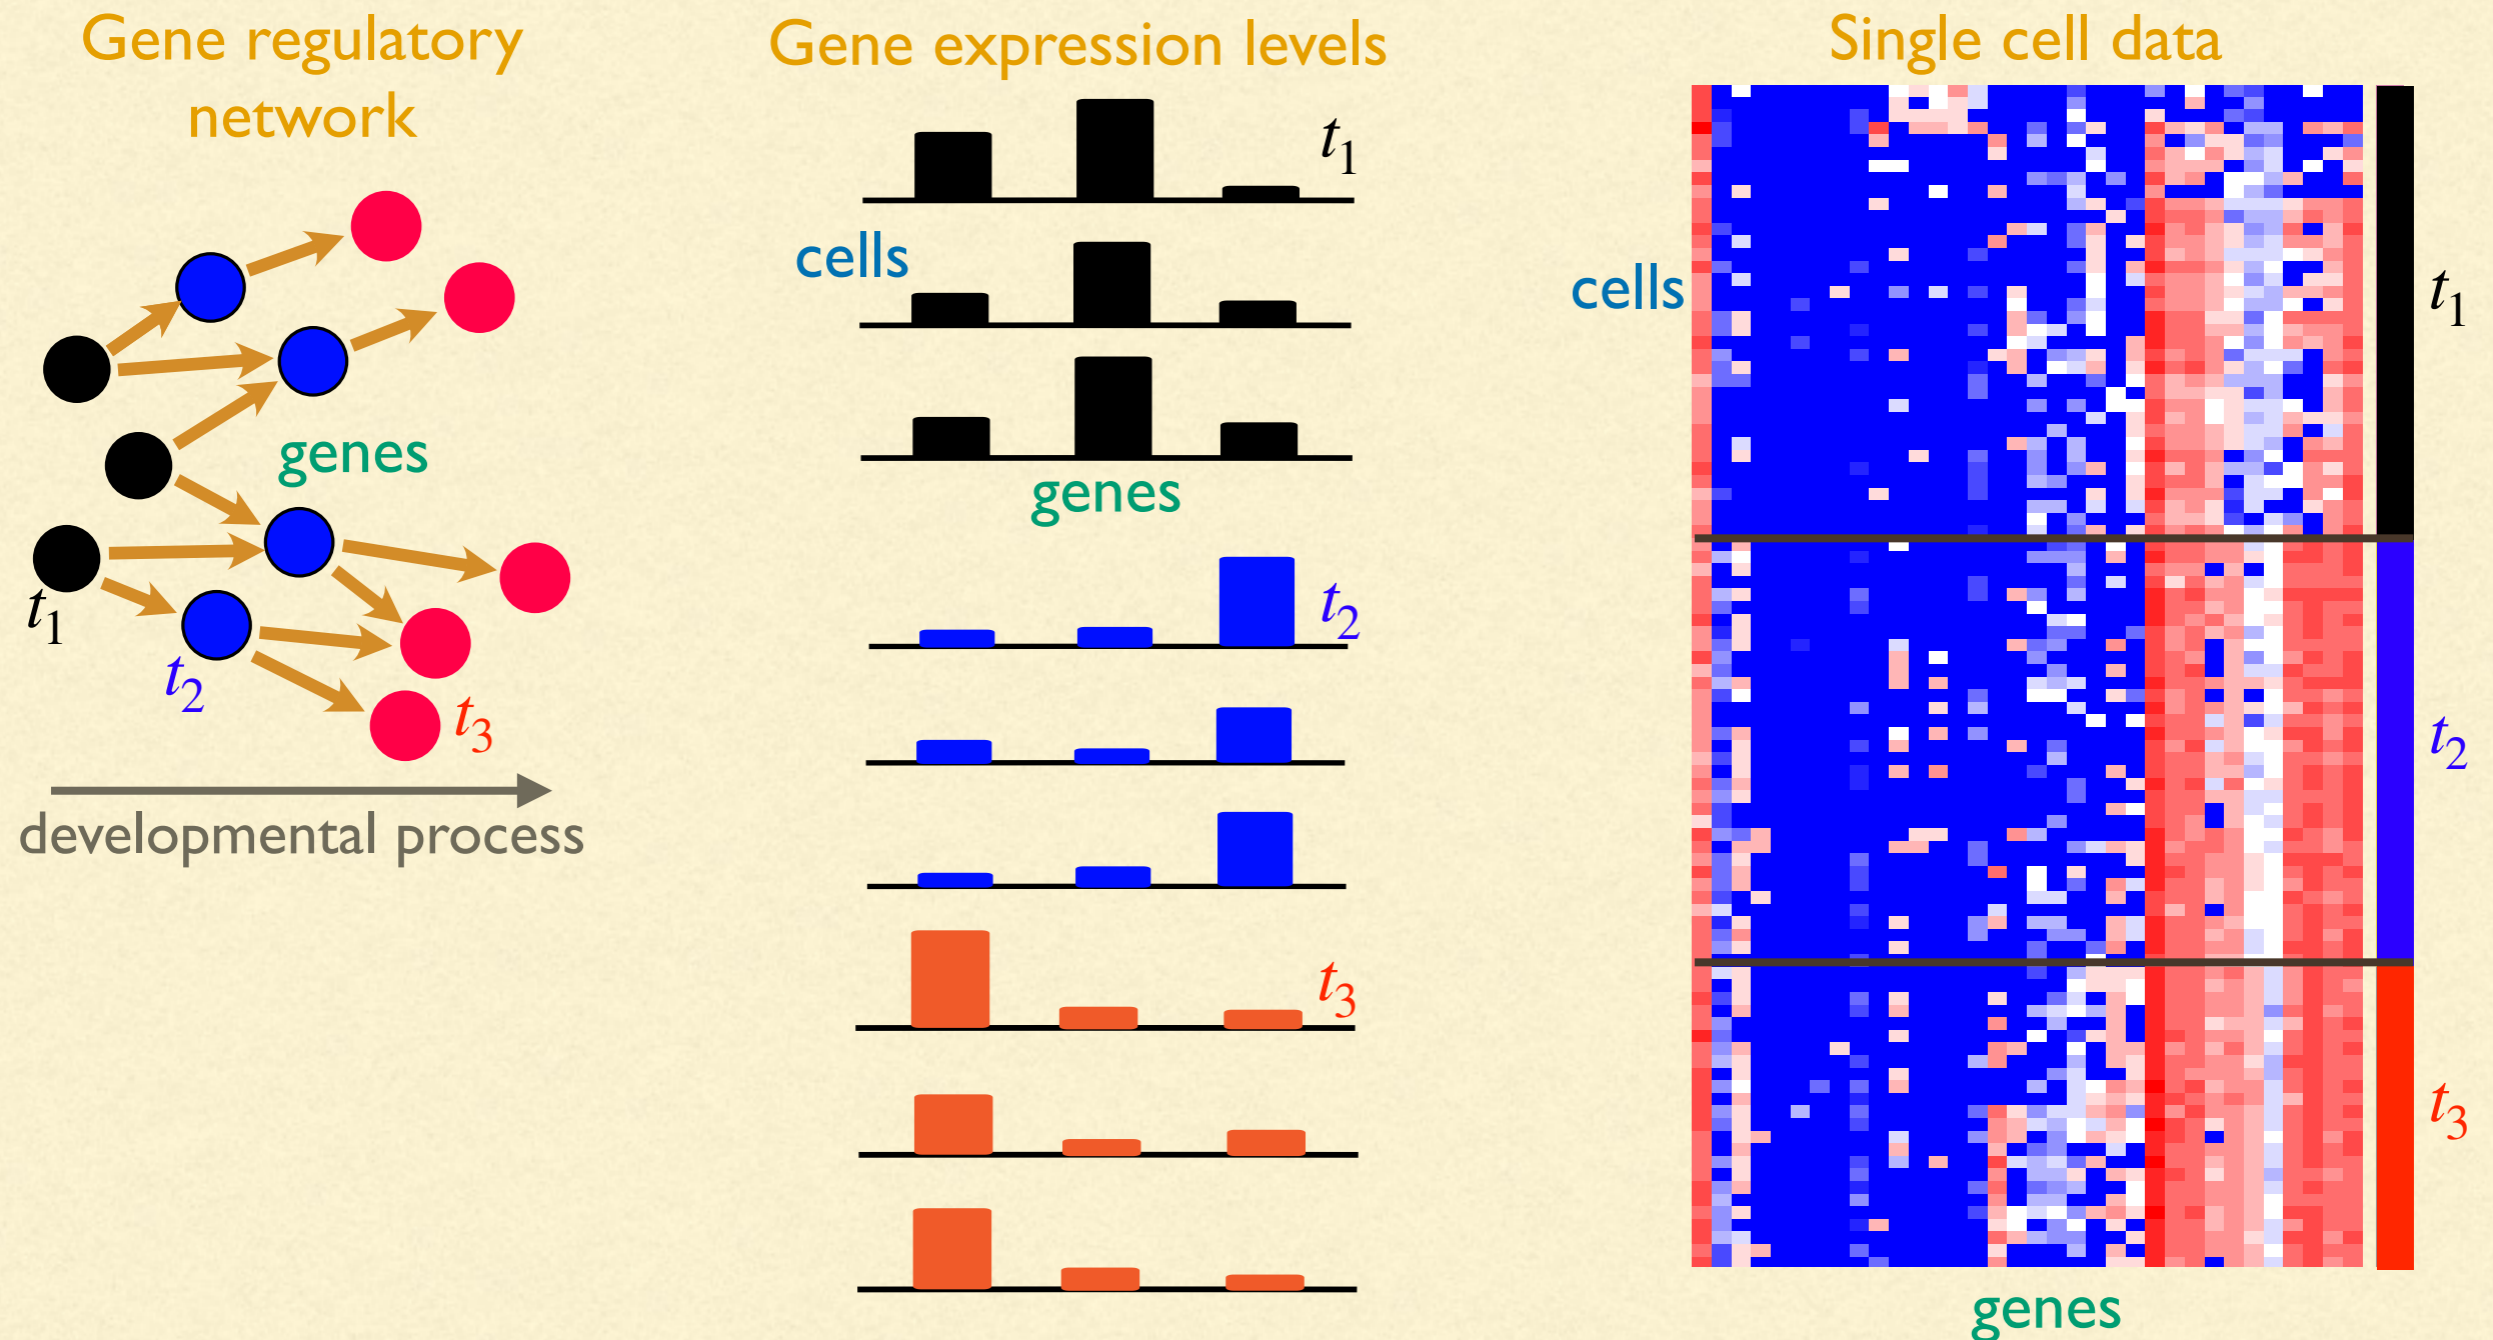 Gene regulatory
network
genes
t1
t2
t3
developmental process
Gene expression levels
t1
cells
genes
t2
t3
Single cell data
cells
t1
t2
t3
genes